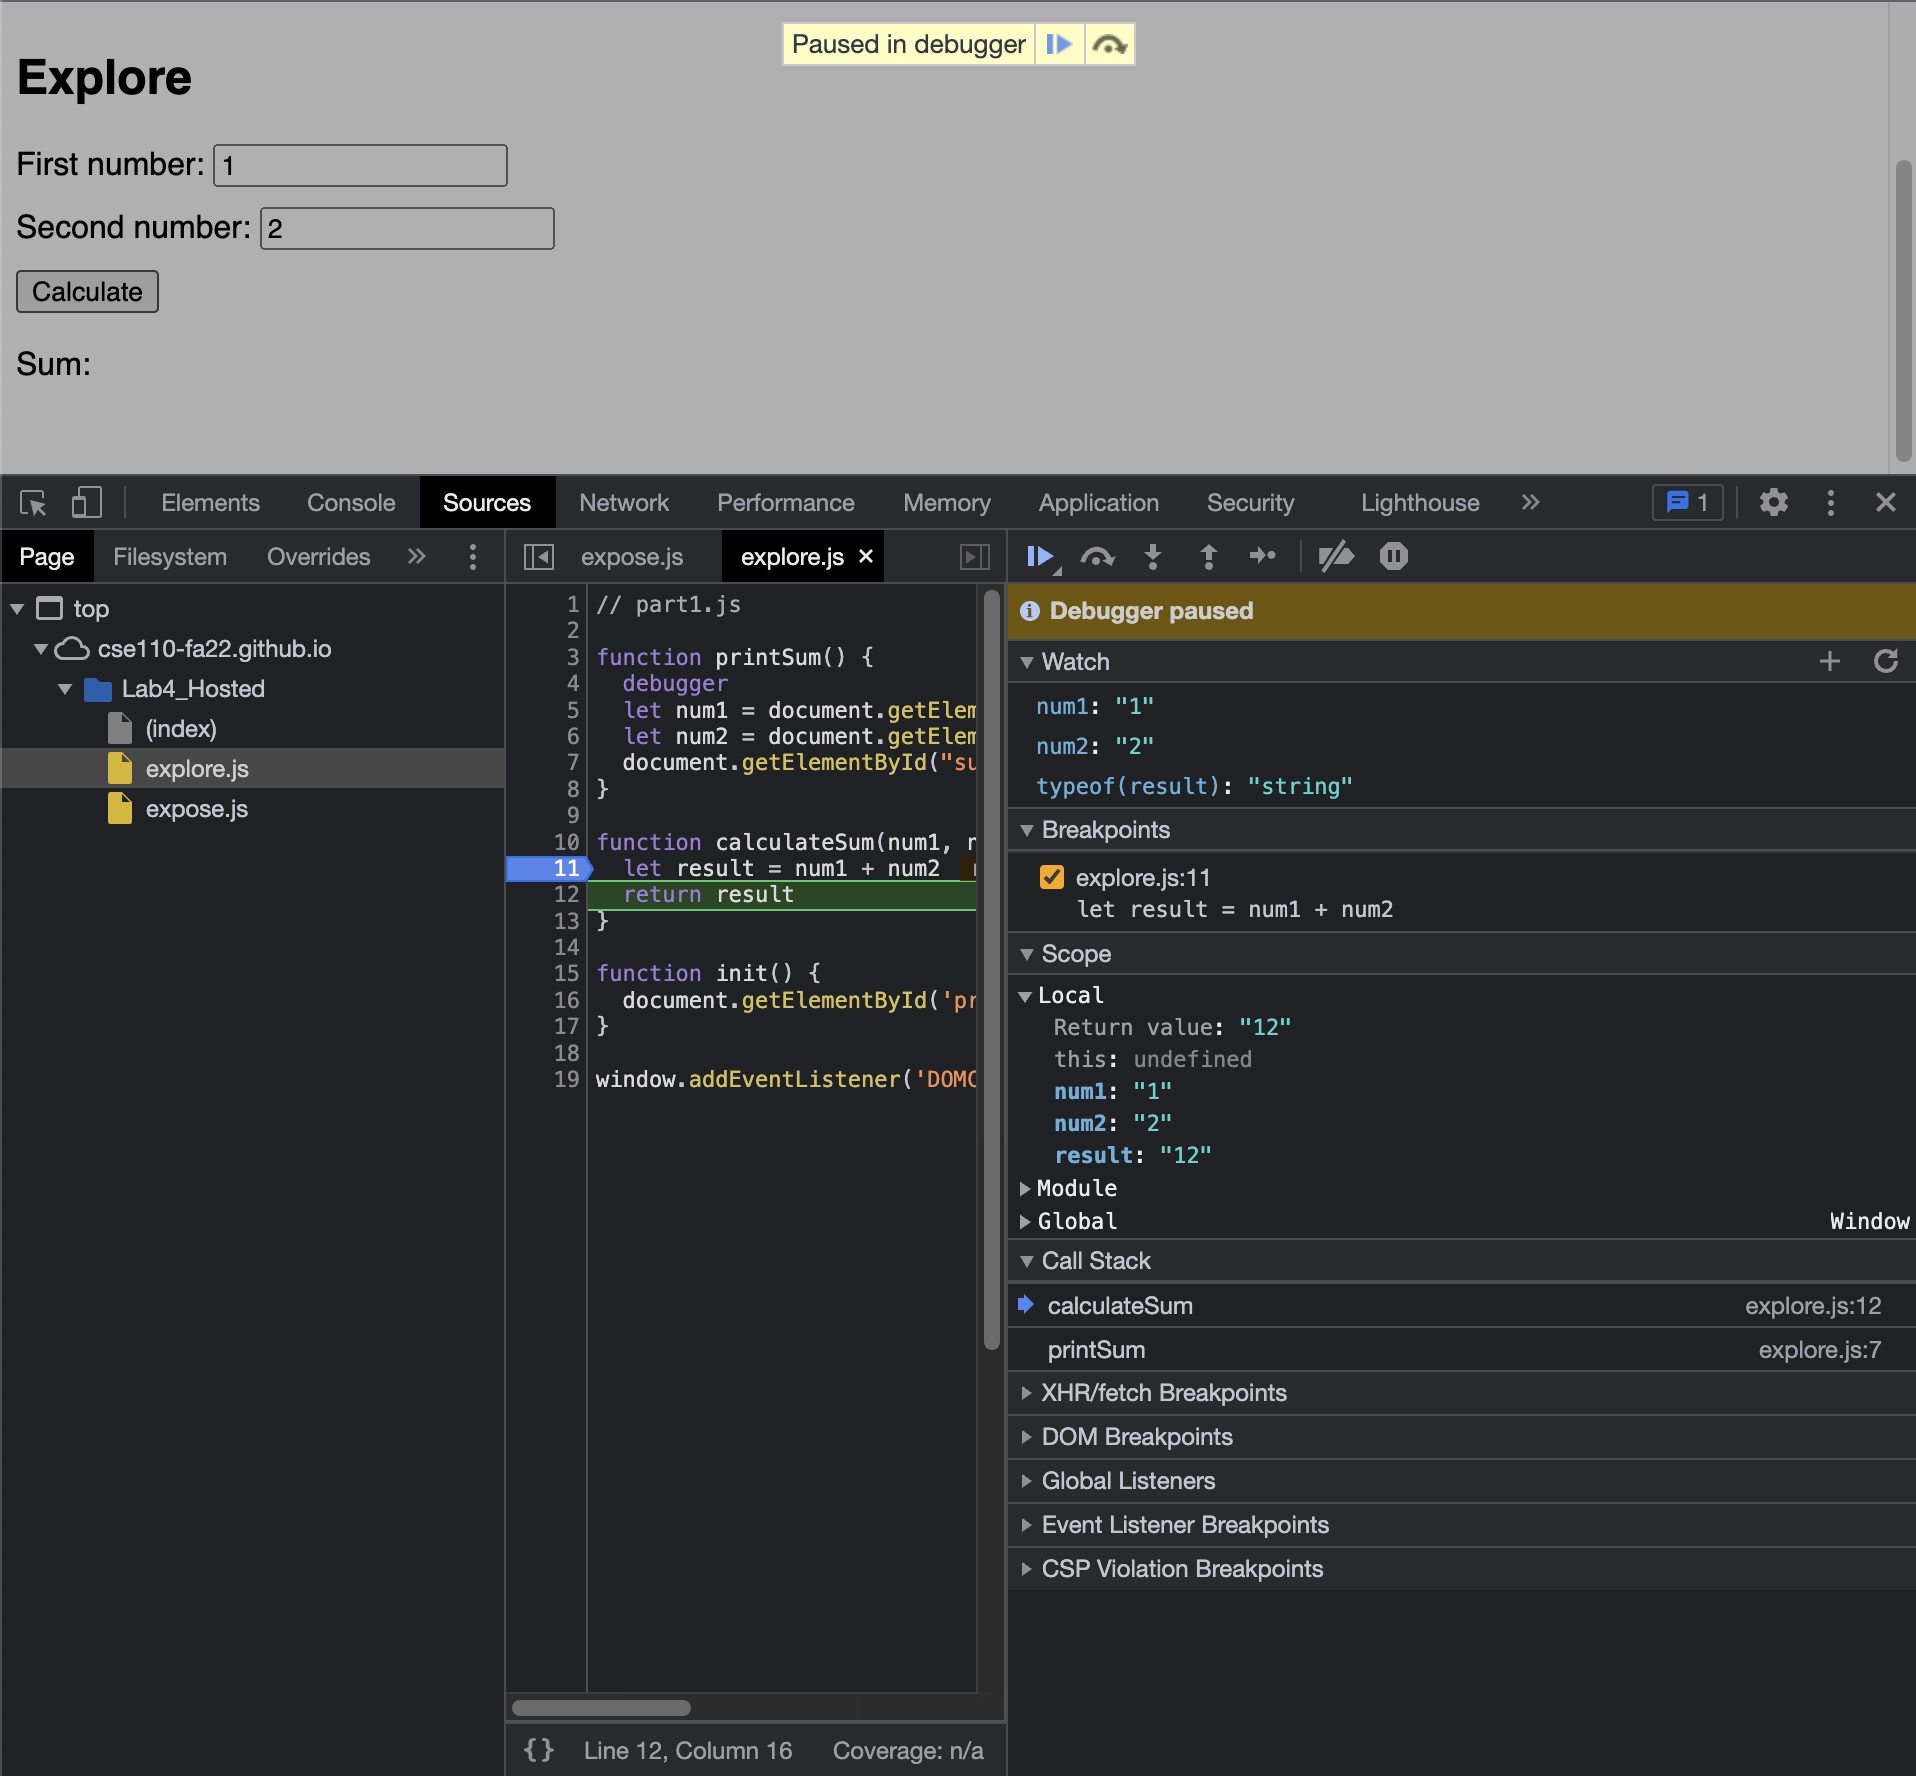 Paused in debugger
Explore
First number: 1
Second number: 2
Calculate
Sum:
Elements Console Sources Network Performance Memory Application Security Lighthouse » 1
Page Filesystem Overrides »
top
cse110-fa22.github.io
Lab4_Hosted
(index)
explore.js
expose.js
expose.js explore.js ×
1 // part1.js
2
3 function printSum() {
4 debugger
5 let num1 = document.getElem
6 let num2 = document.getElem
7 document.getElementById("su
8 }
9
10 function calculateSum(num1, n
11 let result = num1 + num2
12 return result
13 }
14
15 function init() {
16 document.getElementById('pr
17 }
18
19 window.addEventListener('DOMC
{} Line 12, Column 16 Coverage: n/a
Debugger paused
Watch
num1: "1"
num2: "2"
typeof(result): "string"
Breakpoints
explore.js:11
let result = num1 + num2
Scope
Local
Return value: "12"
this: undefined
num1: "1"
num2: "2"
result: "12"
Module
Global Window
Call Stack
calculateSum explore.js:12
printSum explore.js:7
XHR/fetch Breakpoints
DOM Breakpoints
Global Listeners
Event Listener Breakpoints
CSP Violation Breakpoints